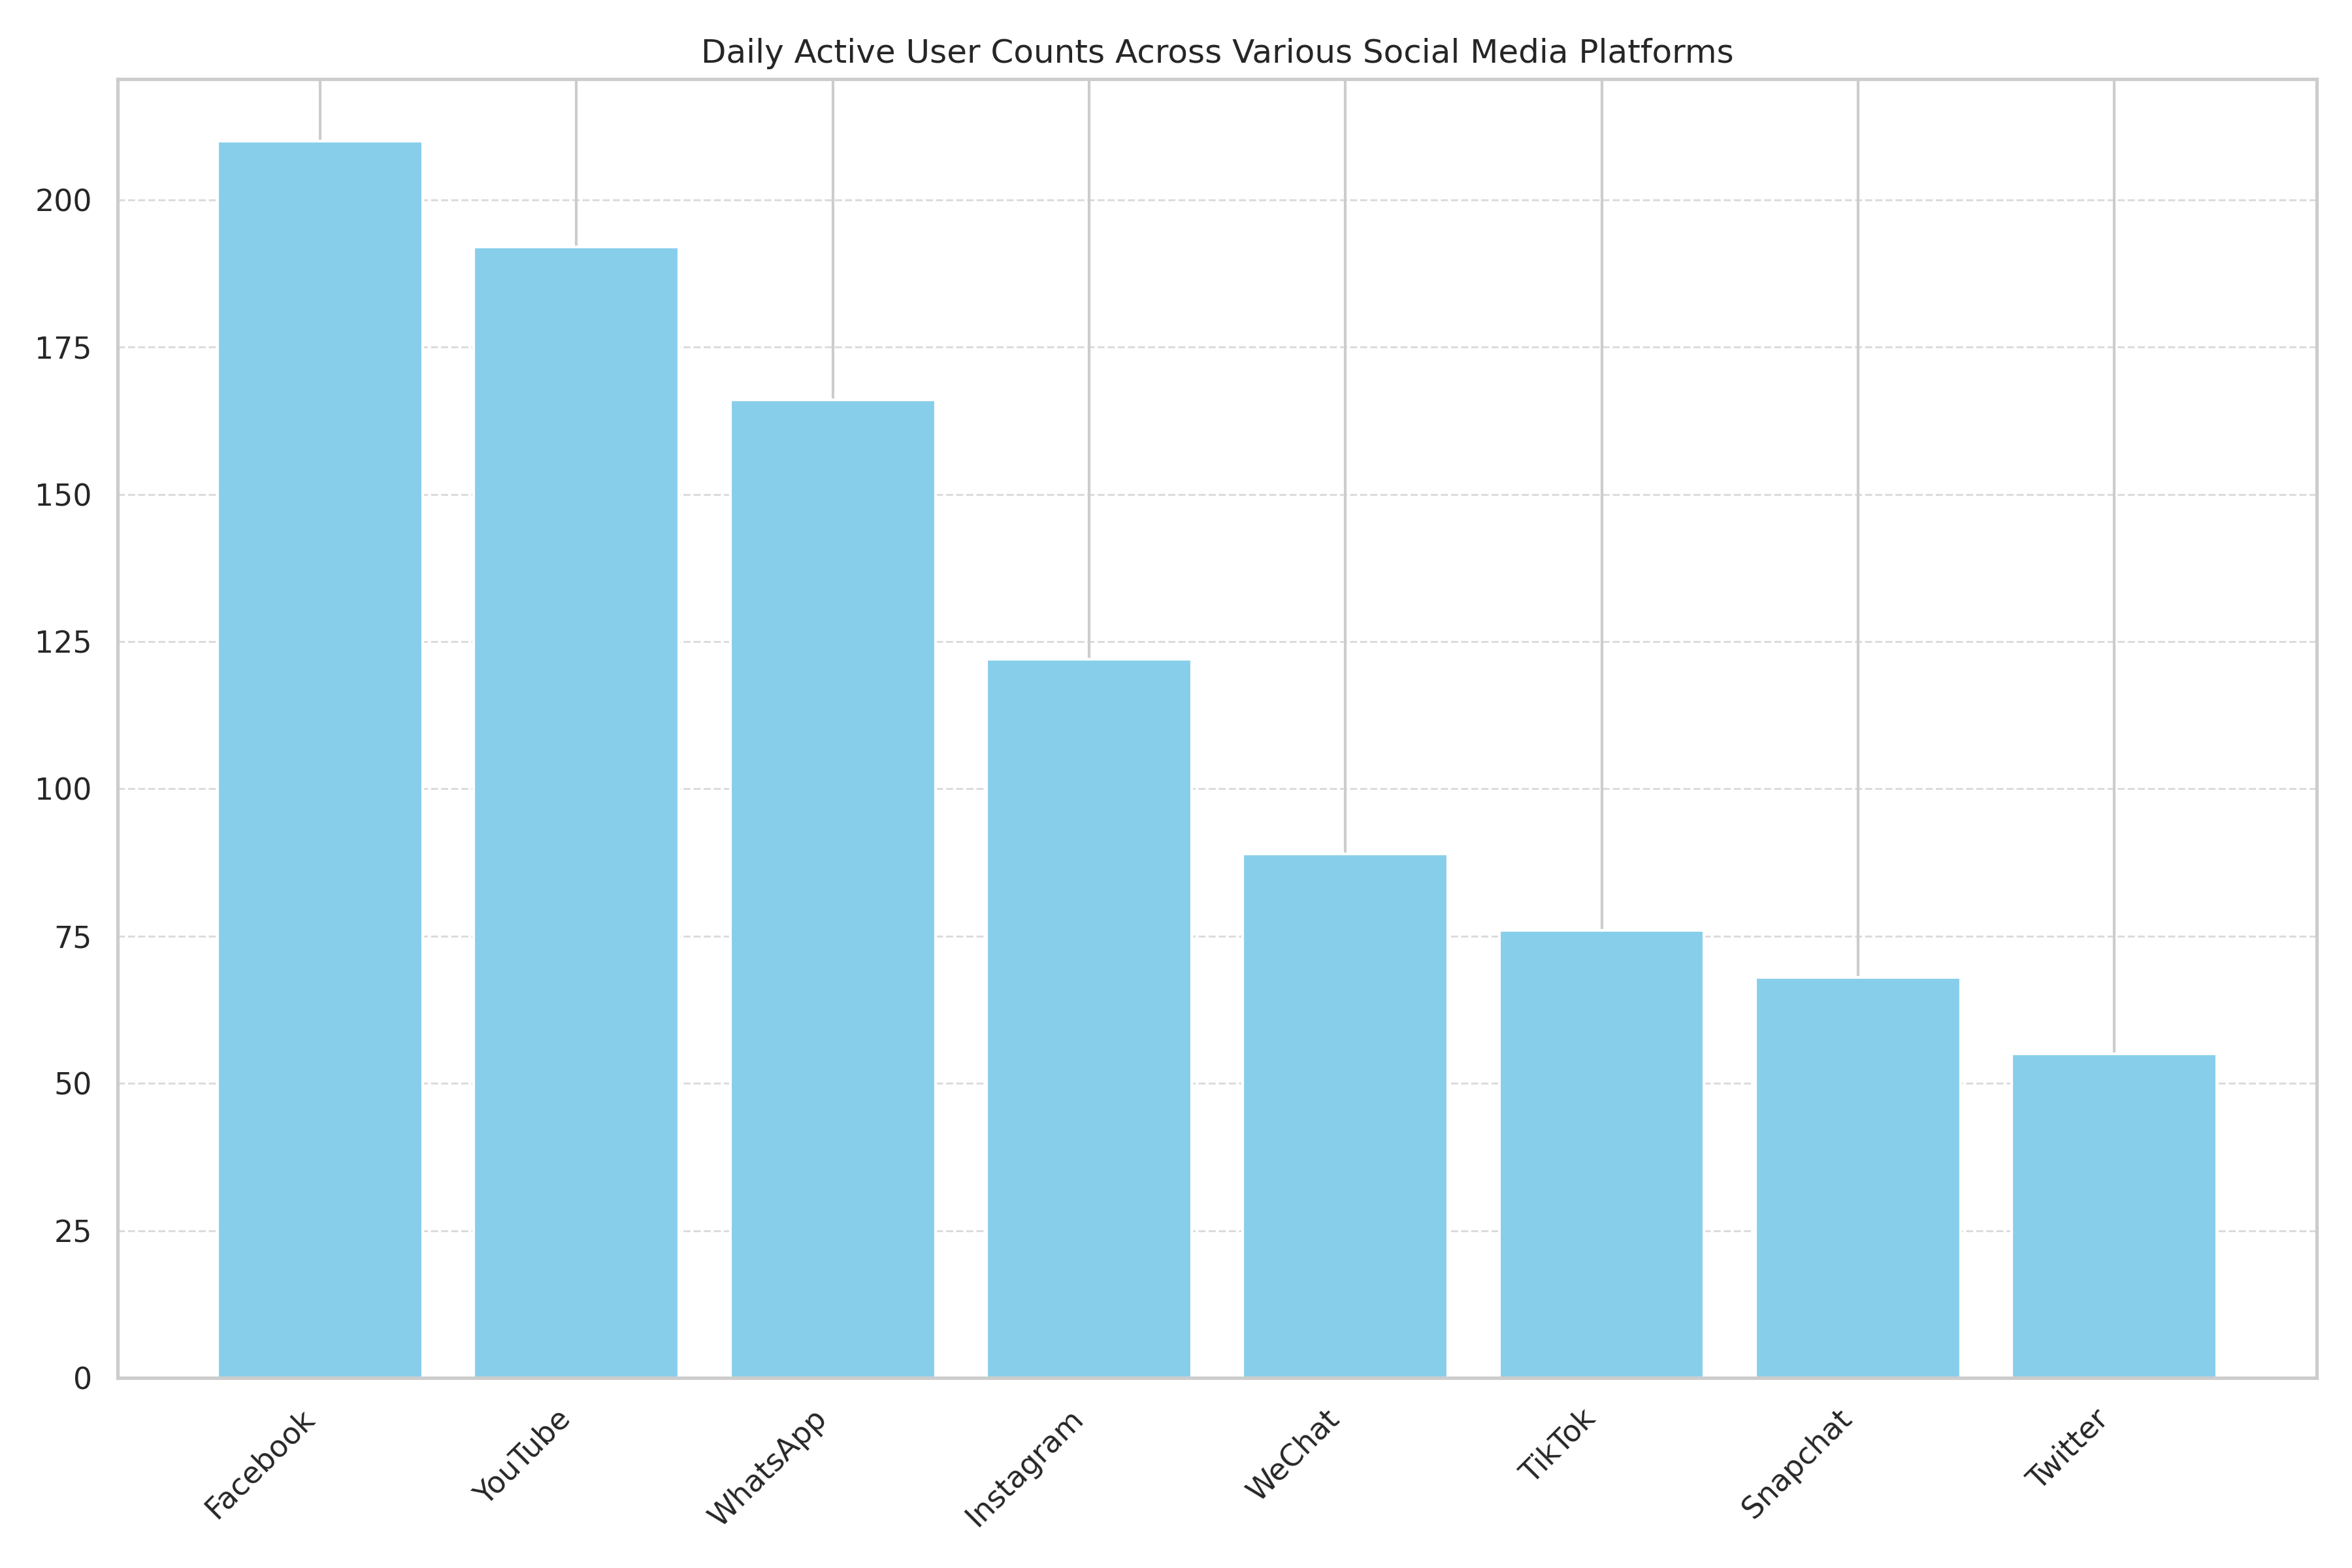 Daily Active User Counts Across Various Social Media Platforms
200
175
150
125
100
75
50
25
0
Facebook
YouTube
WhatsApp
Instagram
WeChat
TikTok
Snapchat
Twitter